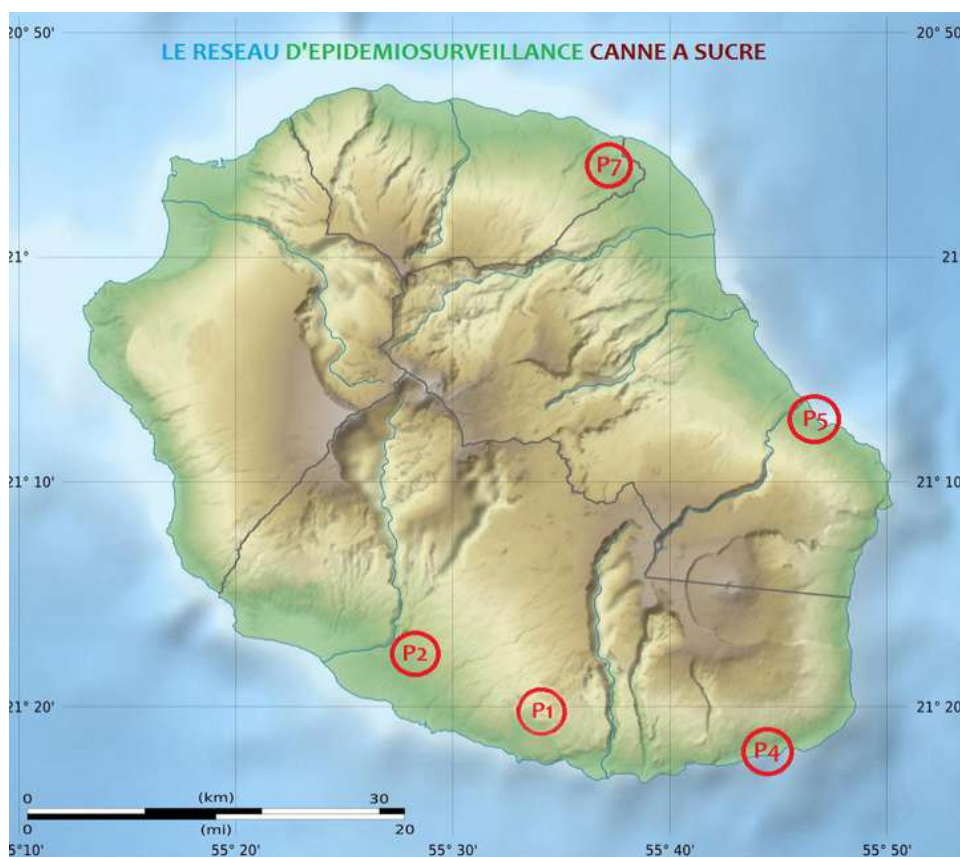 20° 50'
20° 50'
LE RESEAU D'EPIDEMIOSURVEILLANCE CANNE A SUCRE
P7
21°
21°
P5
21° 10'
21° 10'
P2
21° 20'
P1
21° 20'
P4
0 (km) 30
0 (mi) 20
5° 10'
55° 20'
55° 30'
55° 40'
55° 50'